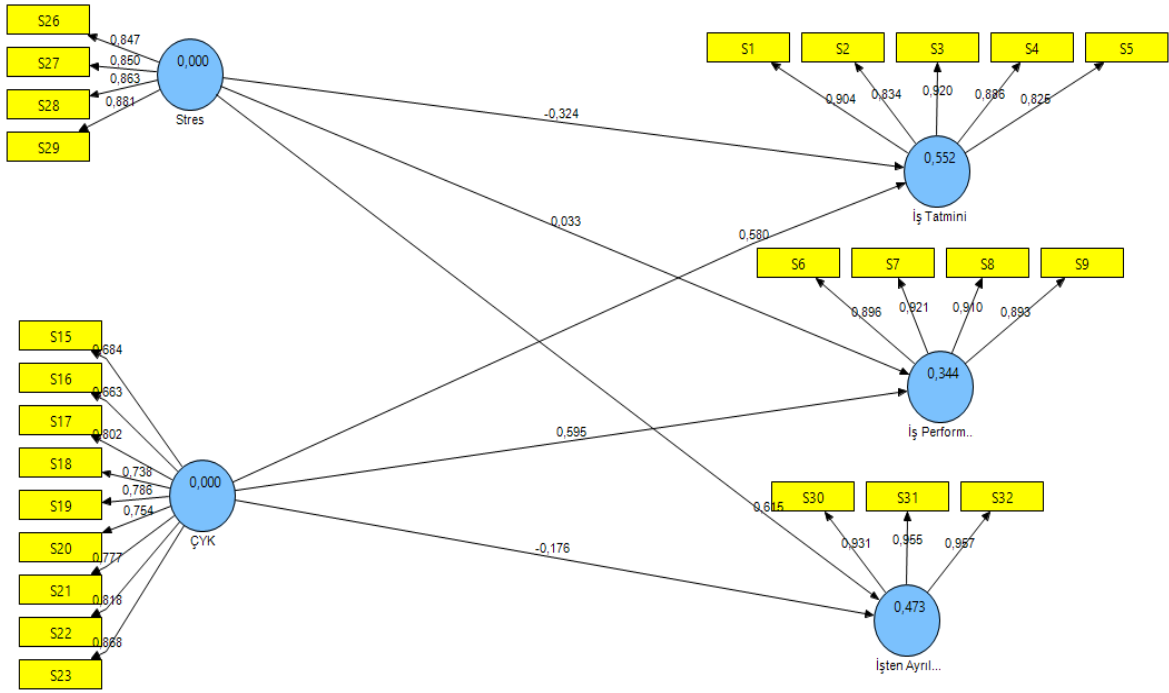 S26
S27
S28
S29
0,847
0,850
0,863
0,881
0,000
Stres
S1
S2
S3
S4
S5
0,904
0,834
0,920
0,886
0,826
0,552
İş Tatmini
-0,324
0,033
0,580
S6
S7
S8
S9
0,896
0,921
0,910
0,893
0,344
İş Perform..
S15
S16
S17
S18
S19
S20
S21
S22
S23
0,684
0,663
0,802
0,738
0,786
0,754
0,777
0,818
0,868
0,000
ÇYK
0,595
0,615
-0,176
S30
S31
S32
0,931
0,955
0,957
0,473
İşten Ayrıl...